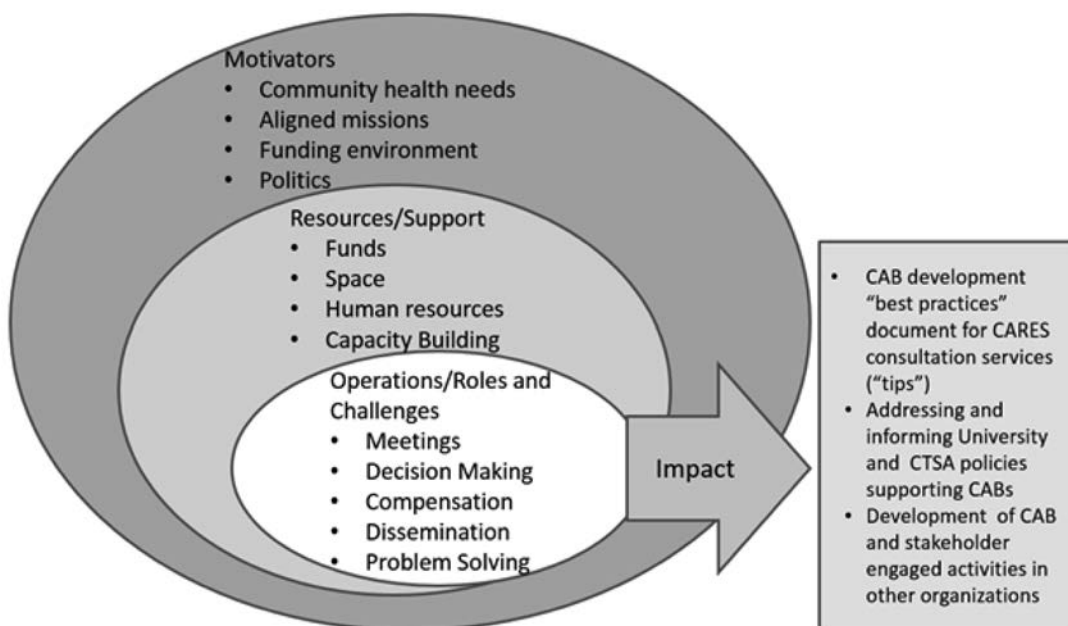 Motivators
• Community health needs
• Aligned missions
• Funding environment
• Politics
Resources/Support
• Funds
• Space
• Human resources
• Capacity Building
Operations/Roles and
Challenges
• Meetings
• Decision Making
• Compensation
• Dissemination
• Problem Solving
Impact
• CAB development
“best practices”
document for CARES
consultation services
(“tips”)
• Addressing and
informing University
and CTSA policies
supporting CABs
• Development of CAB
and stakeholder
engaged activities in
other organizations